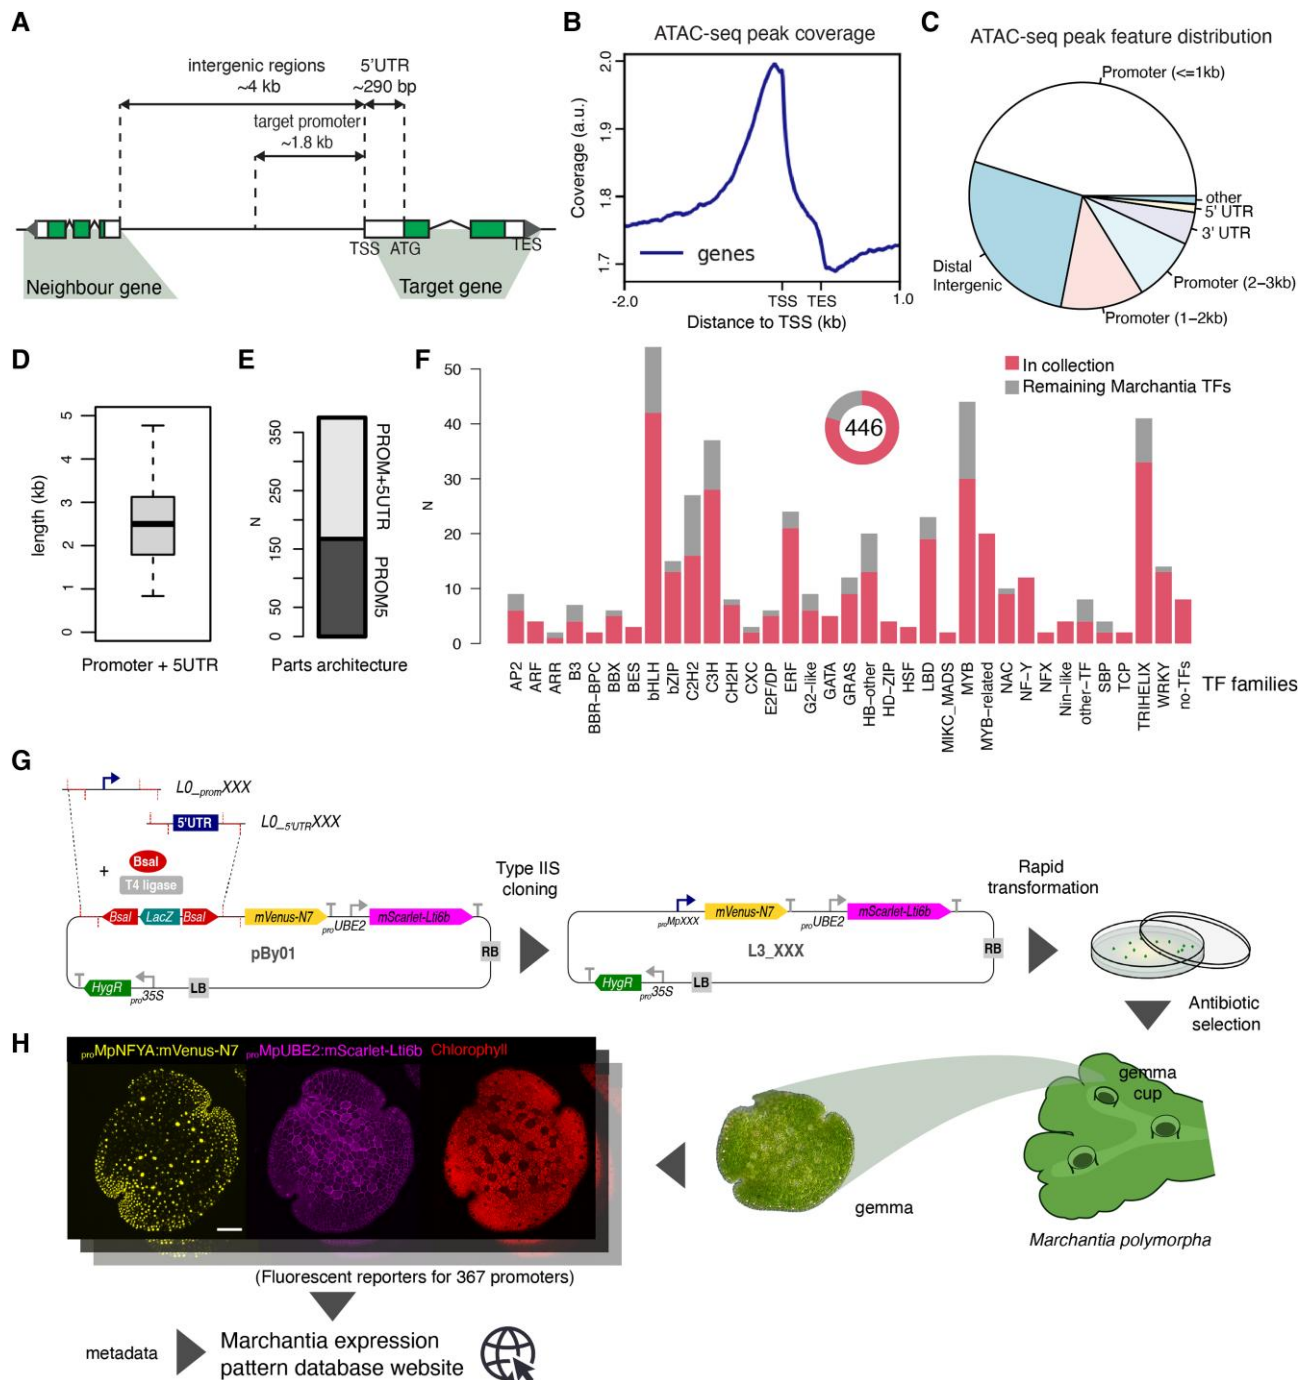 A
intergenic regions
~4 kb
5'UTR
~290 bp
target promoter
~1.8 kb
TSS
ATG
TES
Neighbour gene
Target gene
B
ATAC-seq peak coverage
Coverage (a.u.)
2.0
1.9
1.8
1.7
genes
-2.0
TSS
TES
1.0
Distance to TSS (kb)
C
ATAC-seq peak feature distribution
Promoter (<=1kb)
other
5' UTR
3' UTR
Promoter (2−3kb)
Promoter (1−2kb)
Distal
Intergenic
D
length (kb)
5
4
3
2
1
0
Promoter + 5UTR
E
N
350
250
150
50
0
PROM+5UTR
PROM5
Parts architecture
F
N
50
40
30
20
10
0
446
In collection
Remaining Marchantia TFs
AP2
ARF
ARR
B3
BBR−BPC
BBX
BES
bHLH
bZIP
C2H2
C3H
CH2H
CXC
E2F/DP
ERF
G2−like
GATA
GRAS
HB−other
HD−ZIP
HSF
LBD
MIKC_MADS
MYB
MYB−related
NAC
NF−Y
NFX
Nin−like
other−TF
SBP
TCP
TRIHELIX
WRKY
no-TFs
TF families
G
L0_promXXX
5'UTR
L0_5'UTRXXX
+
BsaI
T4 ligase
BsaI
LacZ
BsaI
mVenus-N7
proUBE2
mScarlet-Lti6b
pBy01
RB
HygR
pro35S
LB
Type IIS
cloning
proMpXXX
mVenus-N7
proUBE2
mScarlet-Lti6b
L3_XXX
RB
HygR
pro35S
LB
Rapid
transformation
Antibiotic
selection
H
proMpNFYA:mVenus-N7
proMpUBE2:mScarlet-Lti6b
Chlorophyll
gemma
gemma
cup
Marchantia polymorpha
(Fluorescent reporters for 367 promoters)
metadata
Marchantia expression
pattern database website